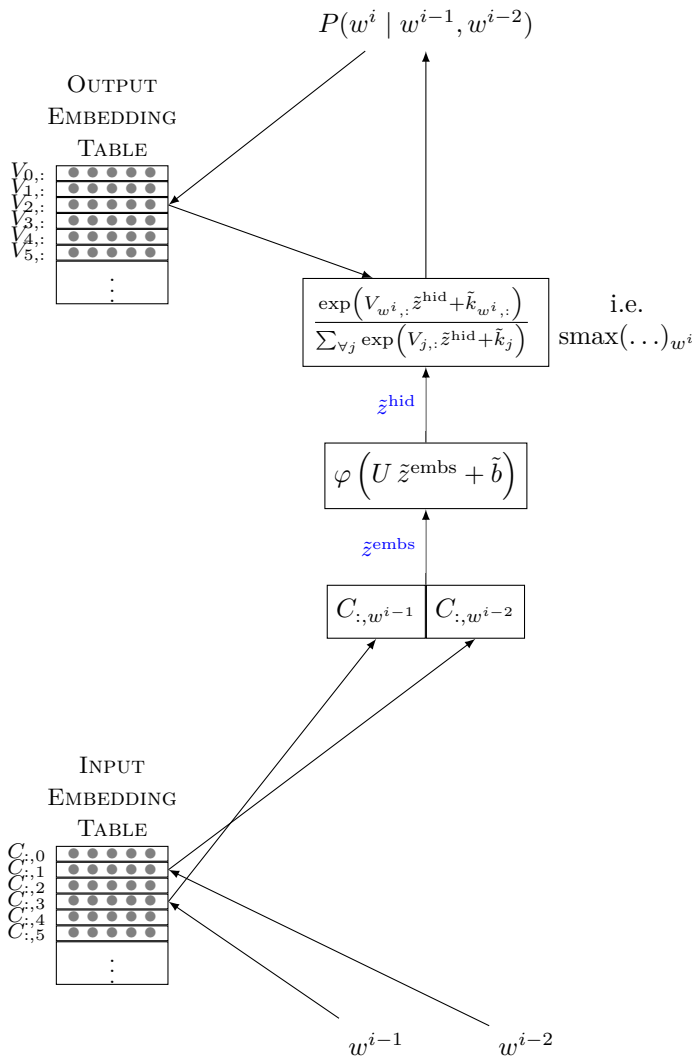 P(w^i | w^{i−1}, w^{i−2})
OUTPUT
EMBEDDING
TABLE
V_{0,:}
V_{1,:}
V_{2,:}
V_{3,:}
V_{4,:}
V_{5,:}
⋮
exp(V_{w^i,:} z̃^{hid} + k̃_{w^i,:})
∑_{∀j} exp(V_{j,:} z̃^{hid} + k̃_j)
i.e.
smax(…)_{w^i}
z̃^{hid}
φ(U z̃^{embs} + b̃)
z̃^{embs}
C_{:,w^{i−1}} C_{:,w^{i−2}}
INPUT
EMBEDDING
TABLE
C_{:,0}
C_{:,1}
C_{:,2}
C_{:,3}
C_{:,4}
C_{:,5}
⋮
w^{i−1} w^{i−2}